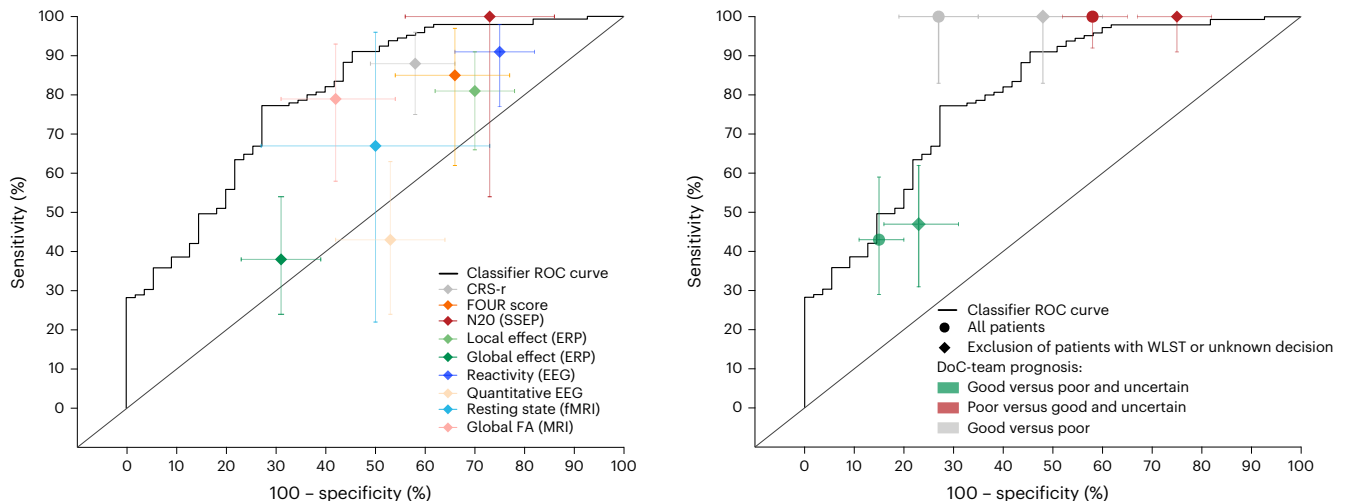 100
90
80
70
60
50
40
30
20
10
0
Sensitivity (%)
0 10 20 30 40 50 60 70 80 90 100
100 – specificity (%)
Classifier ROC curve
CRS-r
FOUR score
N20 (SSEP)
Local effect (ERP)
Global effect (ERP)
Reactivity (EEG)
Quantitative EEG
Resting state (fMRI)
Global FA (MRI)
100
90
80
70
60
50
40
30
20
10
0
Sensitivity (%)
0 10 20 30 40 50 60 70 80 90 100
100 – specificity (%)
Classifier ROC curve
All patients
Exclusion of patients with WLST or unknown decision
DoC-team prognosis:
Good versus poor and uncertain
Poor versus good and uncertain
Good versus poor